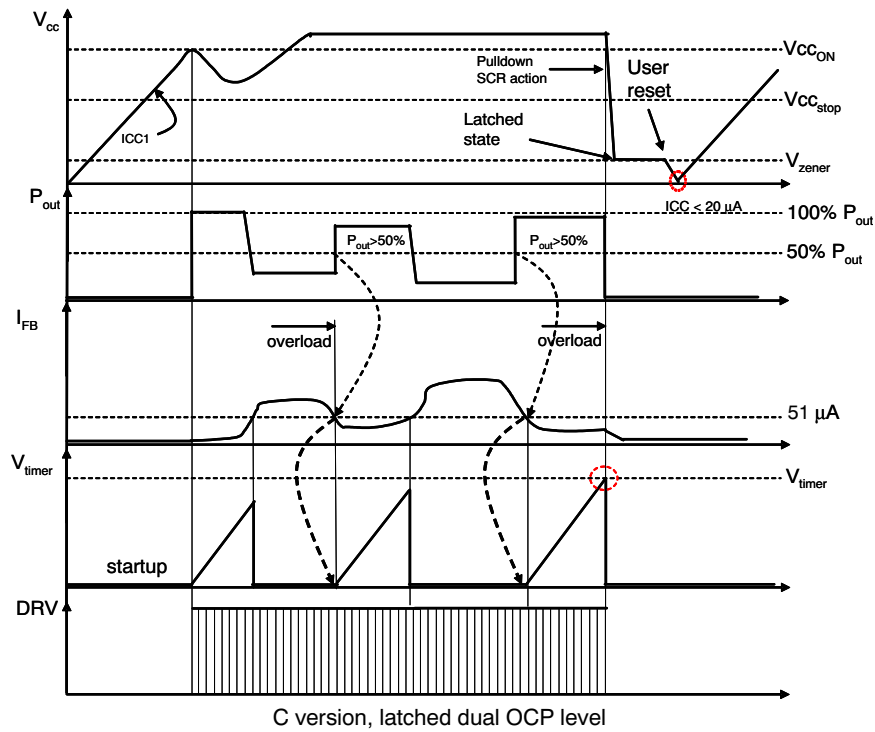 Vcc
VccON
Pulldown
SCR action
User
reset
Vccstop
ICC1
Latched
state
Vzener
Pout
ICC < 20 µA
100% Pout
Pout>50%
Pout>50%
50% Pout
IFB
overload
overload
51 µA
Vtimer
Vtimer
startup
DRV
C version, latched dual OCP level